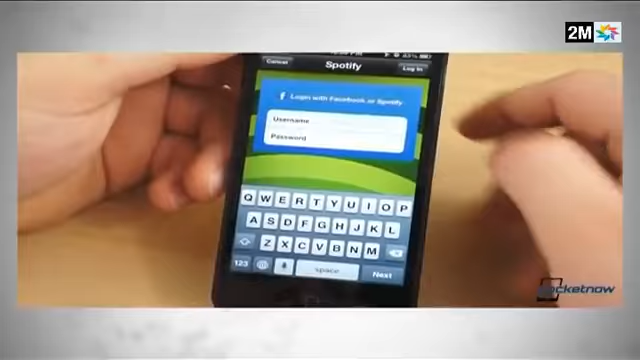 2M
Cancel
Spotify
Log In
Login with Facebook or Spotify
Username
Password
Q W E R T Y U I O P
A S D F G H J K L
Z X C V B N M
123
@
space
Next
pocketnow